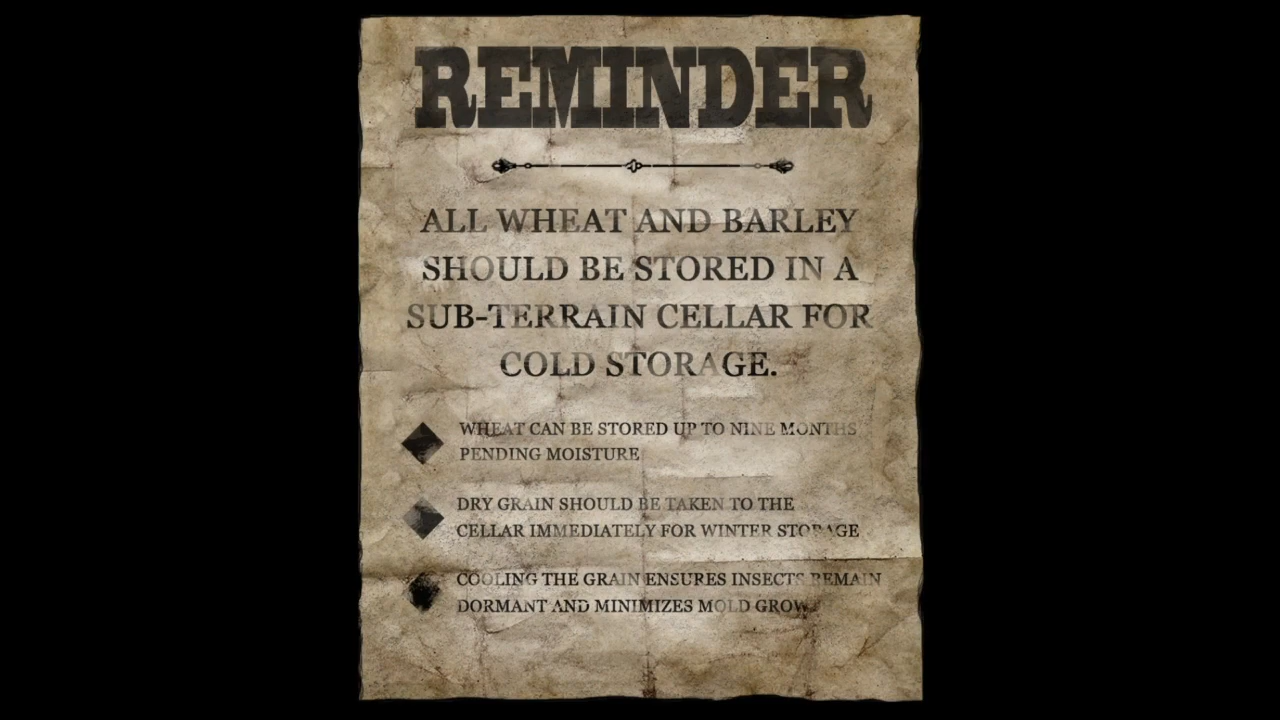 REMINDER
ALL WHEAT AND BARLEY
SHOULD BE STORED IN A
SUB-TERRAIN CELLAR FOR
COLD STORAGE.
WHEAT CAN BE STORED UP TO NINE MONTHS
PENDING MOISTURE
DRY GRAIN SHOULD BE TAKEN TO THE
CELLAR IMMEDIATELY FOR WINTER STORAGE
COOLING THE GRAIN ENSURES INSECTS REMAIN
DORMANT AND MINIMIZES MOLD